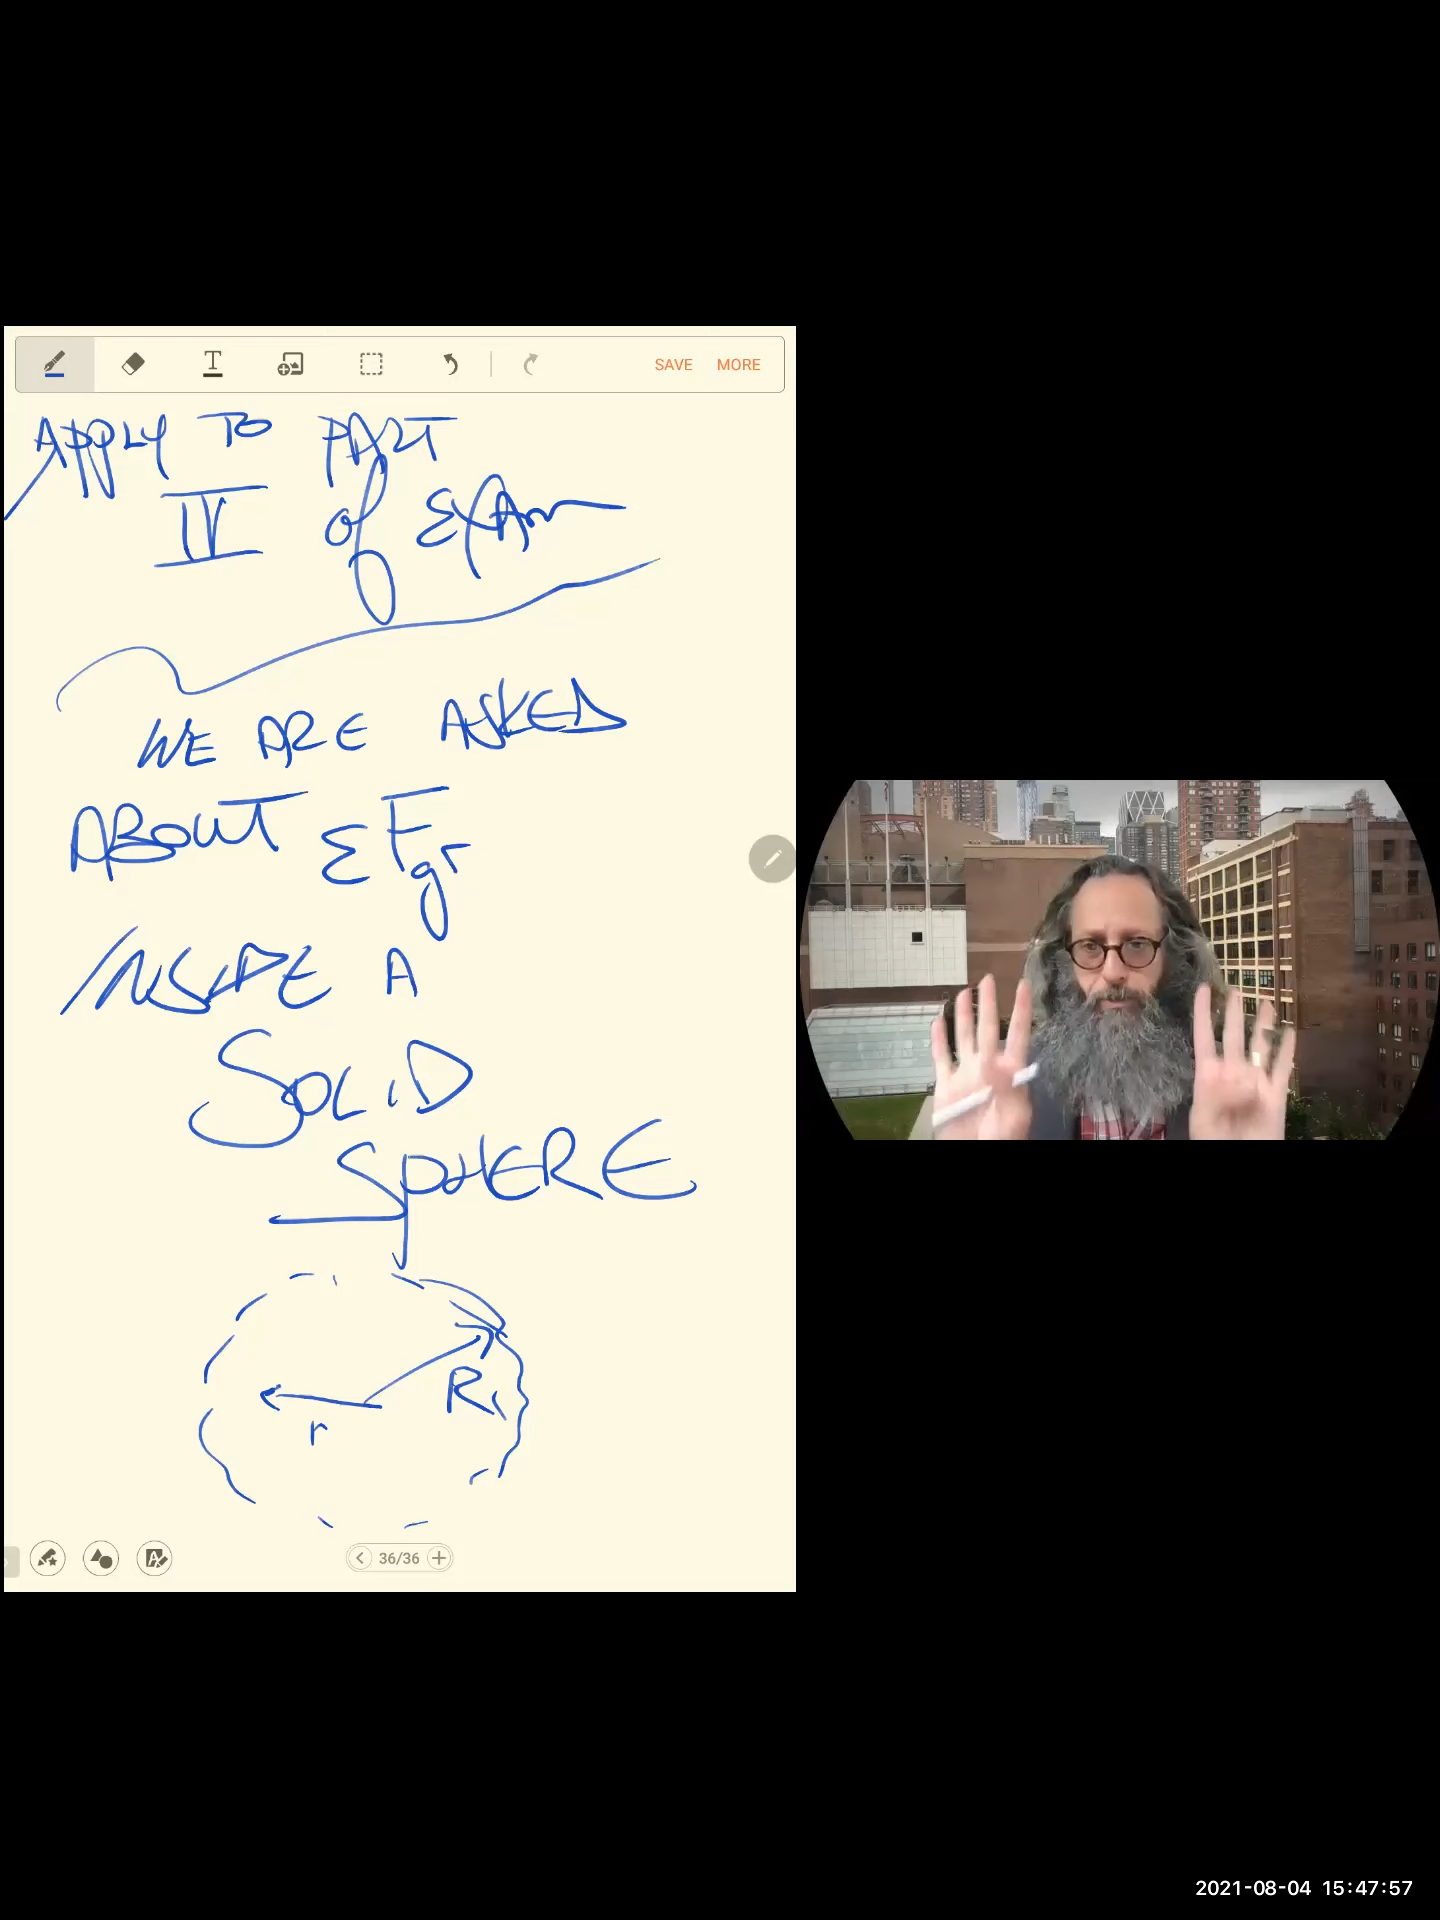 SAVE MORE
APPLY TO PART
IV of EXAM
WE ARE ASKED
ABOUT ΣFgr
INSIDE A
SOLID
SPHERE
R1
r
36/36
2021-08-04 15:47:57